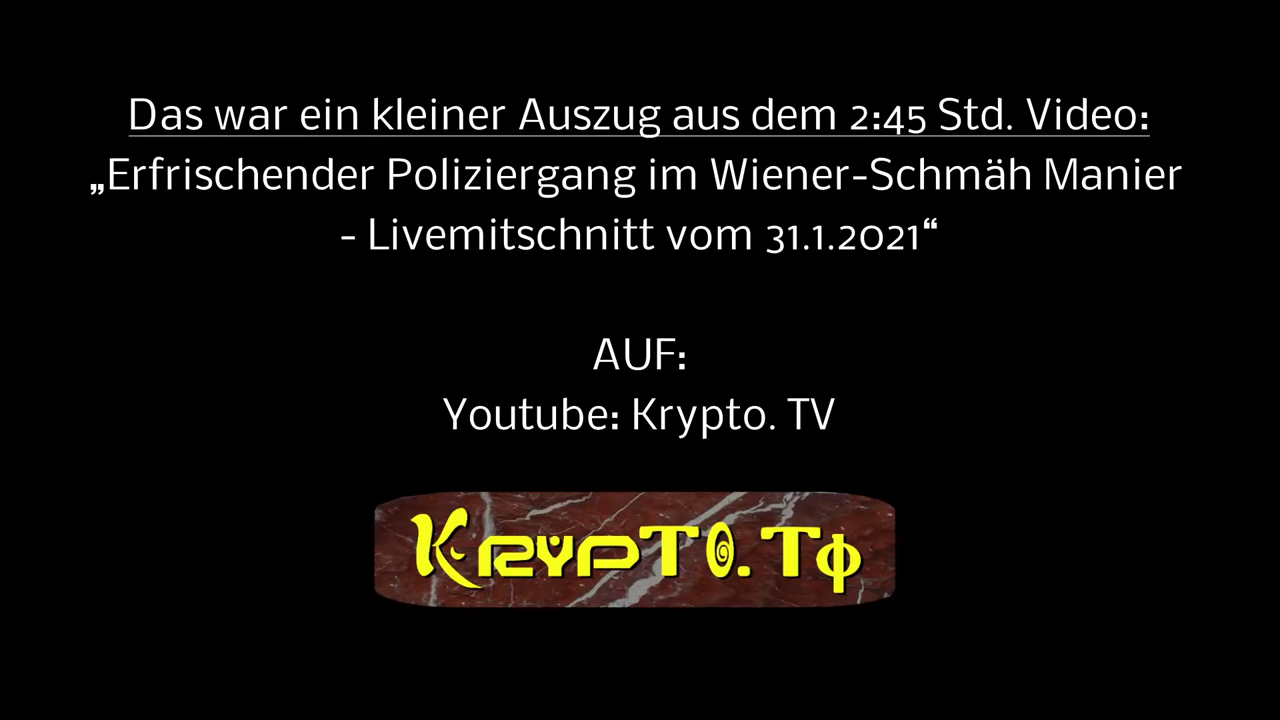 Das war ein kleiner Auszug aus dem 2:45 Std. Video:
„Erfrischender Poliziergang im Wiener-Schmäh Manier
- Livemitschnitt vom 31.1.2021“
AUF:
Youtube: Krypto. TV
KRYPTO.Tφ